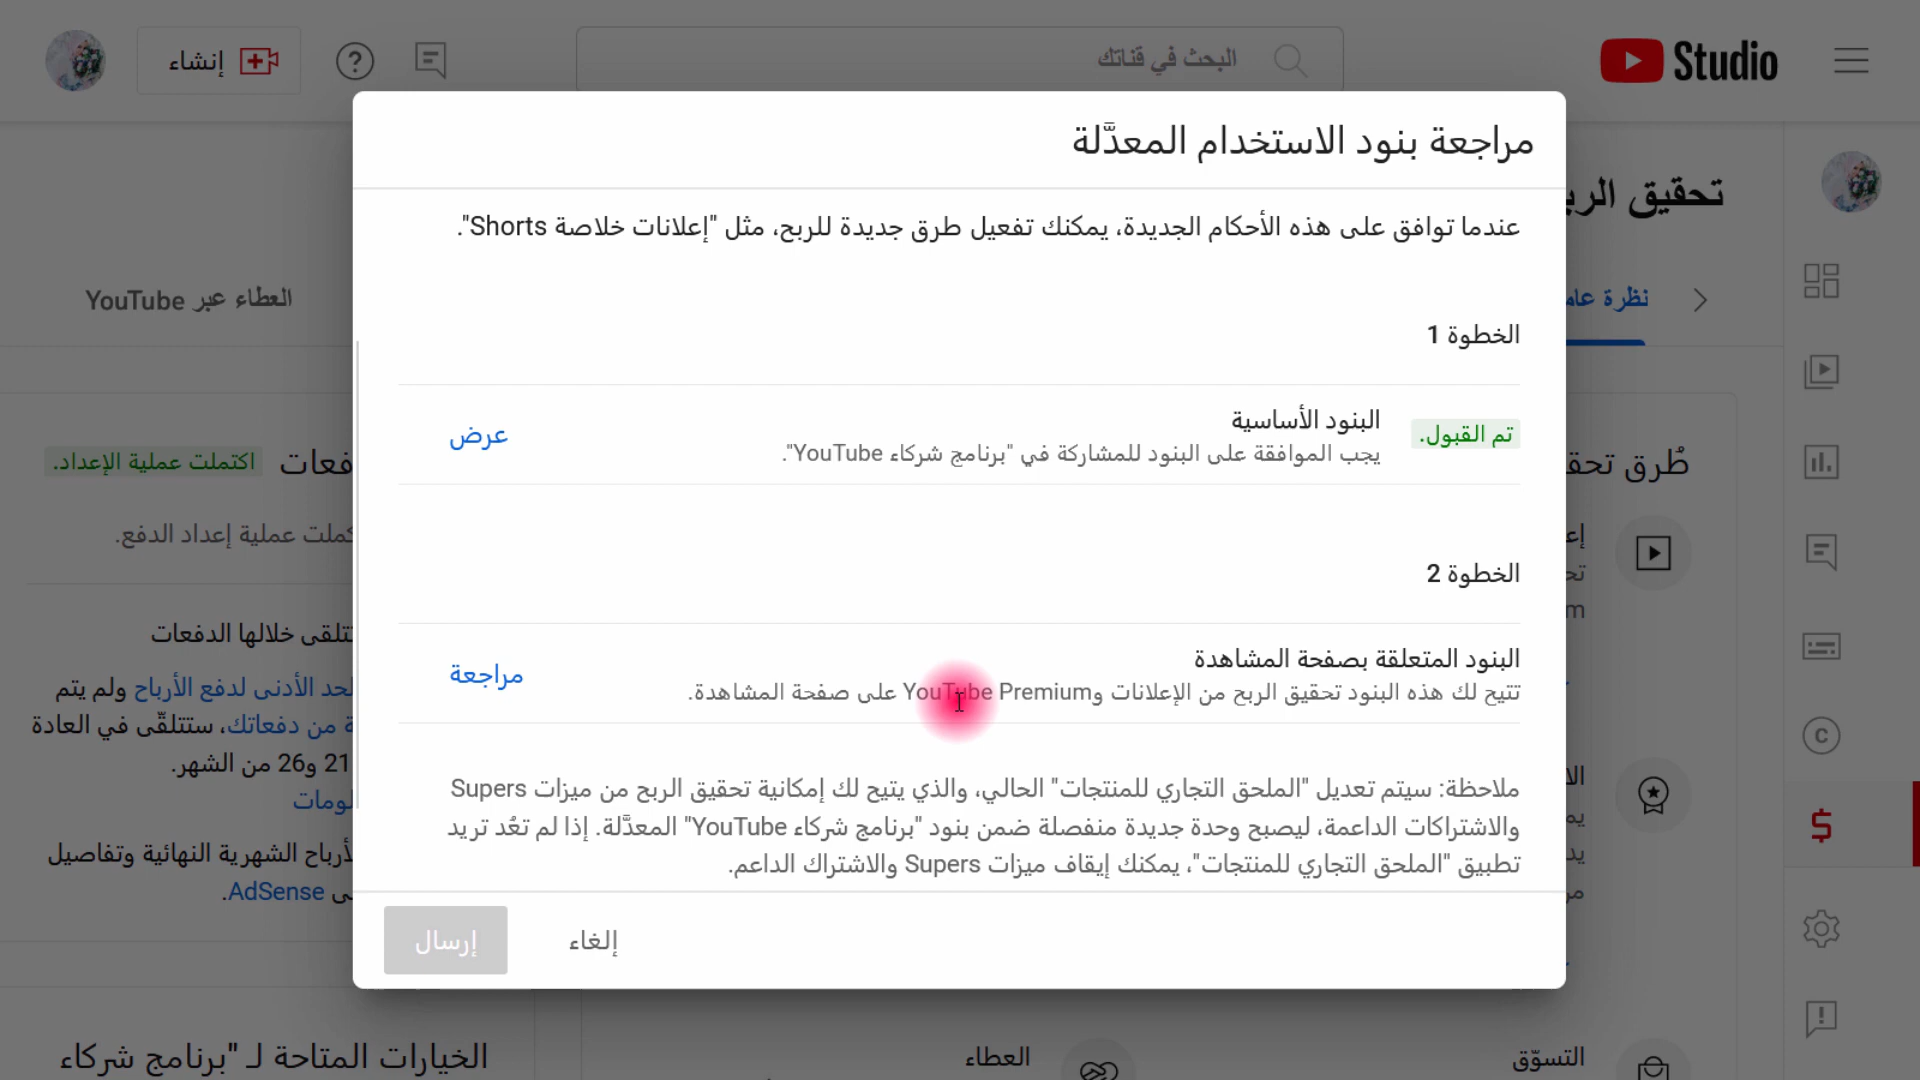 Studio
البحث في قناتك
إنشاء
مراجعة بنود الاستخدام المعدَّلة
عندما توافق على هذه الأحكام الجديدة، يمكنك تفعيل طرق جديدة للربح، مثل "إعلانات خلاصة Shorts".
الخطوة 1
تم القبول.
البنود الأساسية
يجب الموافقة على البنود للمشاركة في "برنامج شركاء YouTube".
عرض
الخطوة 2
البنود المتعلقة بصفحة المشاهدة
تتيح لك هذه البنود تحقيق الربح من الإعلانات وYouTube Premium على صفحة المشاهدة.
مراجعة
ملاحظة: سيتم تعديل "الملحق التجاري للمنتجات" الحالي، والذي يتيح لك إمكانية تحقيق الربح من ميزات Supers
والاشتراكات الداعمة، ليصبح وحدة جديدة منفصلة ضمن بنود "برنامج شركاء YouTube" المعدَّلة. إذا لم تعُد تريد
تطبيق "الملحق التجاري للمنتجات"، يمكنك إيقاف ميزات Supers والاشتراك الداعم.
إلغاء
إرسال
تحقيق
نظرة
العطاء عبر YouTube
طُرق
اكتملت عملية الإعداد.
عملية إعداد الدفع.
خلالها الدفعات
الأدنى لدفع الأرباح ولم يتم
من دفعاتك، ستتلقّى في العادة
21 و26 من الشهر.
الشهرية النهائية وتفاصيل
AdSense.
التسوّق
العطاء
الخيارات المتاحة لـ "برنامج شركاء